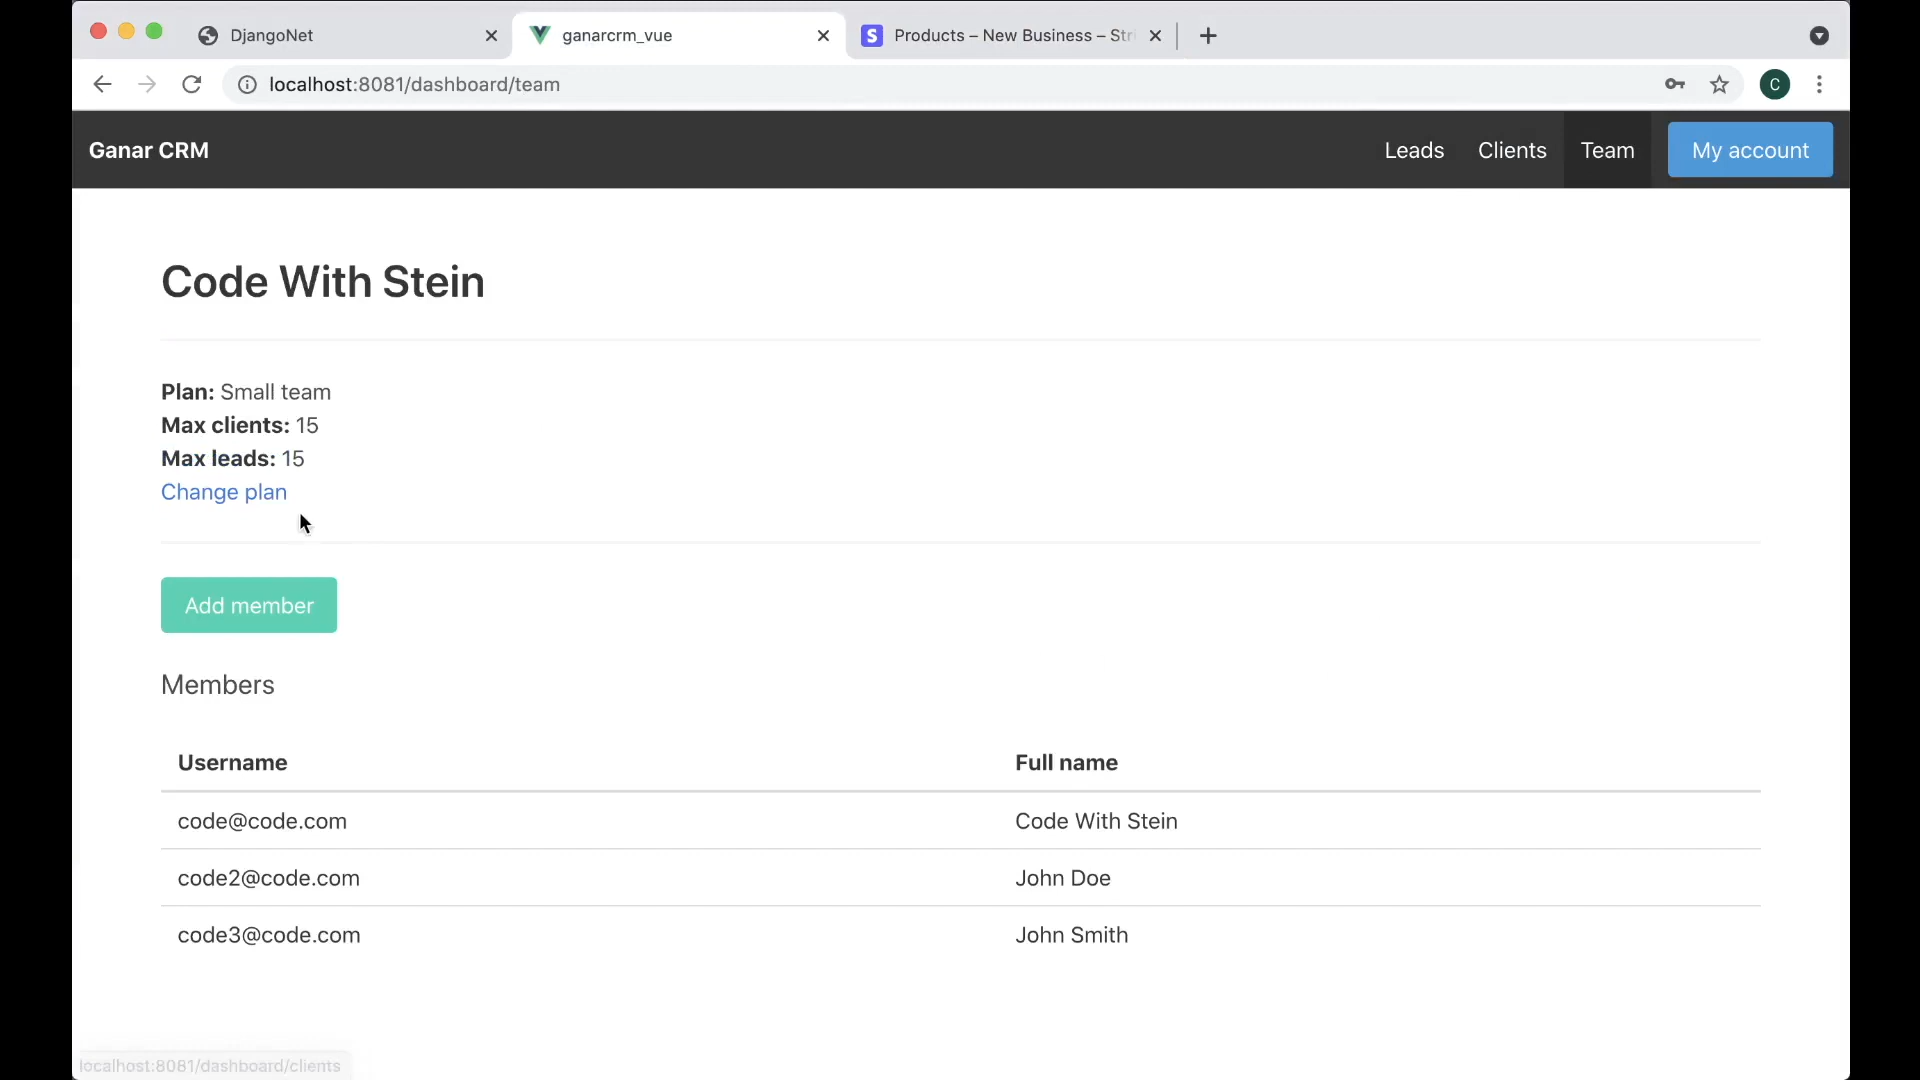 DjangoNet
ganarcrm_vue
Products – New Business – Str
localhost:8081/dashboard/team
C
Ganar CRM
Leads
Clients
Team
My account
Code With Stein
Plan: Small team
Max clients: 15
Max leads: 15
Change plan
Add member
Members
Username Full name
code@code.com Code With Stein
code2@code.com John Doe
code3@code.com John Smith
localhost:8081/dashboard/clients